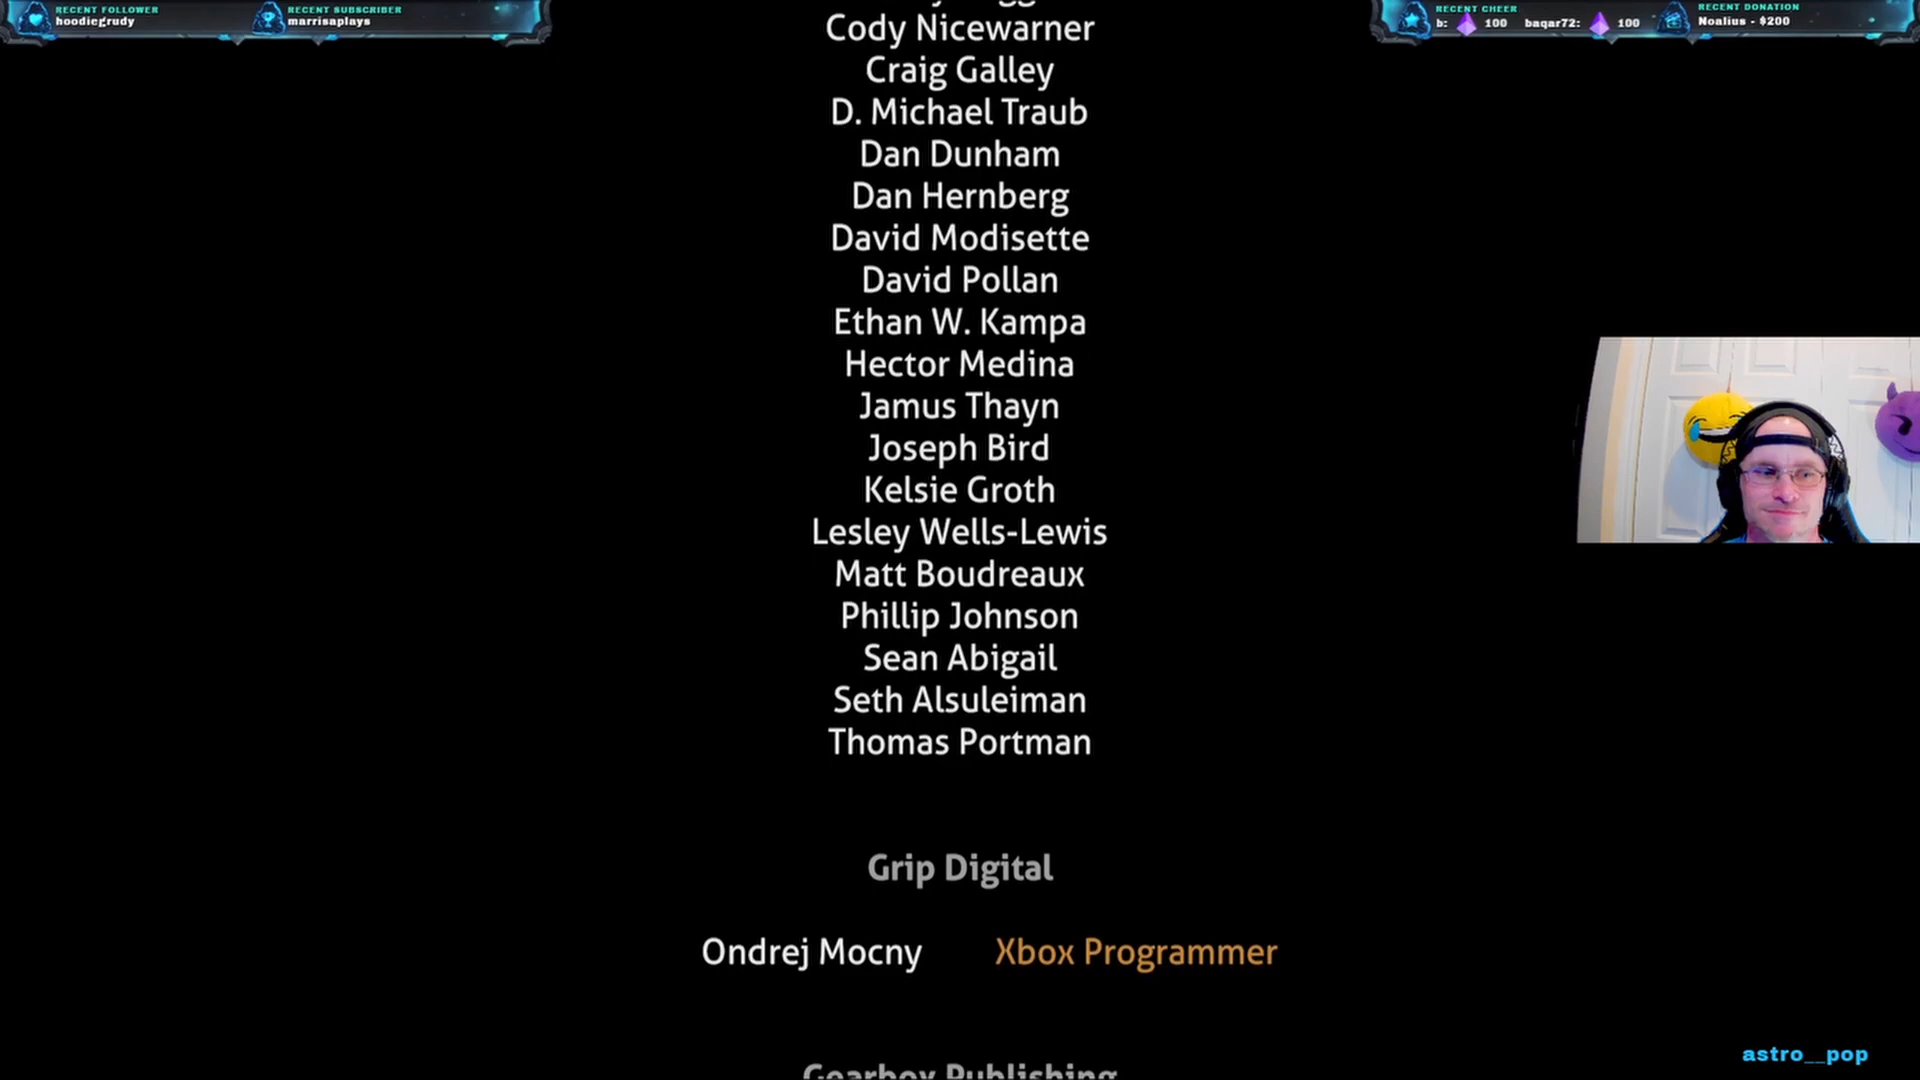 RECENT FOLLOWER
hoodiegrudy
RECENT SUBSCRIBER
marrisaplays
RECENT CHEER
b: 100 baqar72: 100
RECENT DONATION
Noalius - $200
Cody Nicewarner
Craig Galley
D. Michael Traub
Dan Dunham
Dan Hernberg
David Modisette
David Pollan
Ethan W. Kampa
Hector Medina
Jamus Thayn
Joseph Bird
Kelsie Groth
Lesley Wells-Lewis
Matt Boudreaux
Phillip Johnson
Sean Abigail
Seth Alsuleiman
Thomas Portman
Grip Digital
Ondrej Mocny Xbox Programmer
Gearbox Publishing
astro__pop